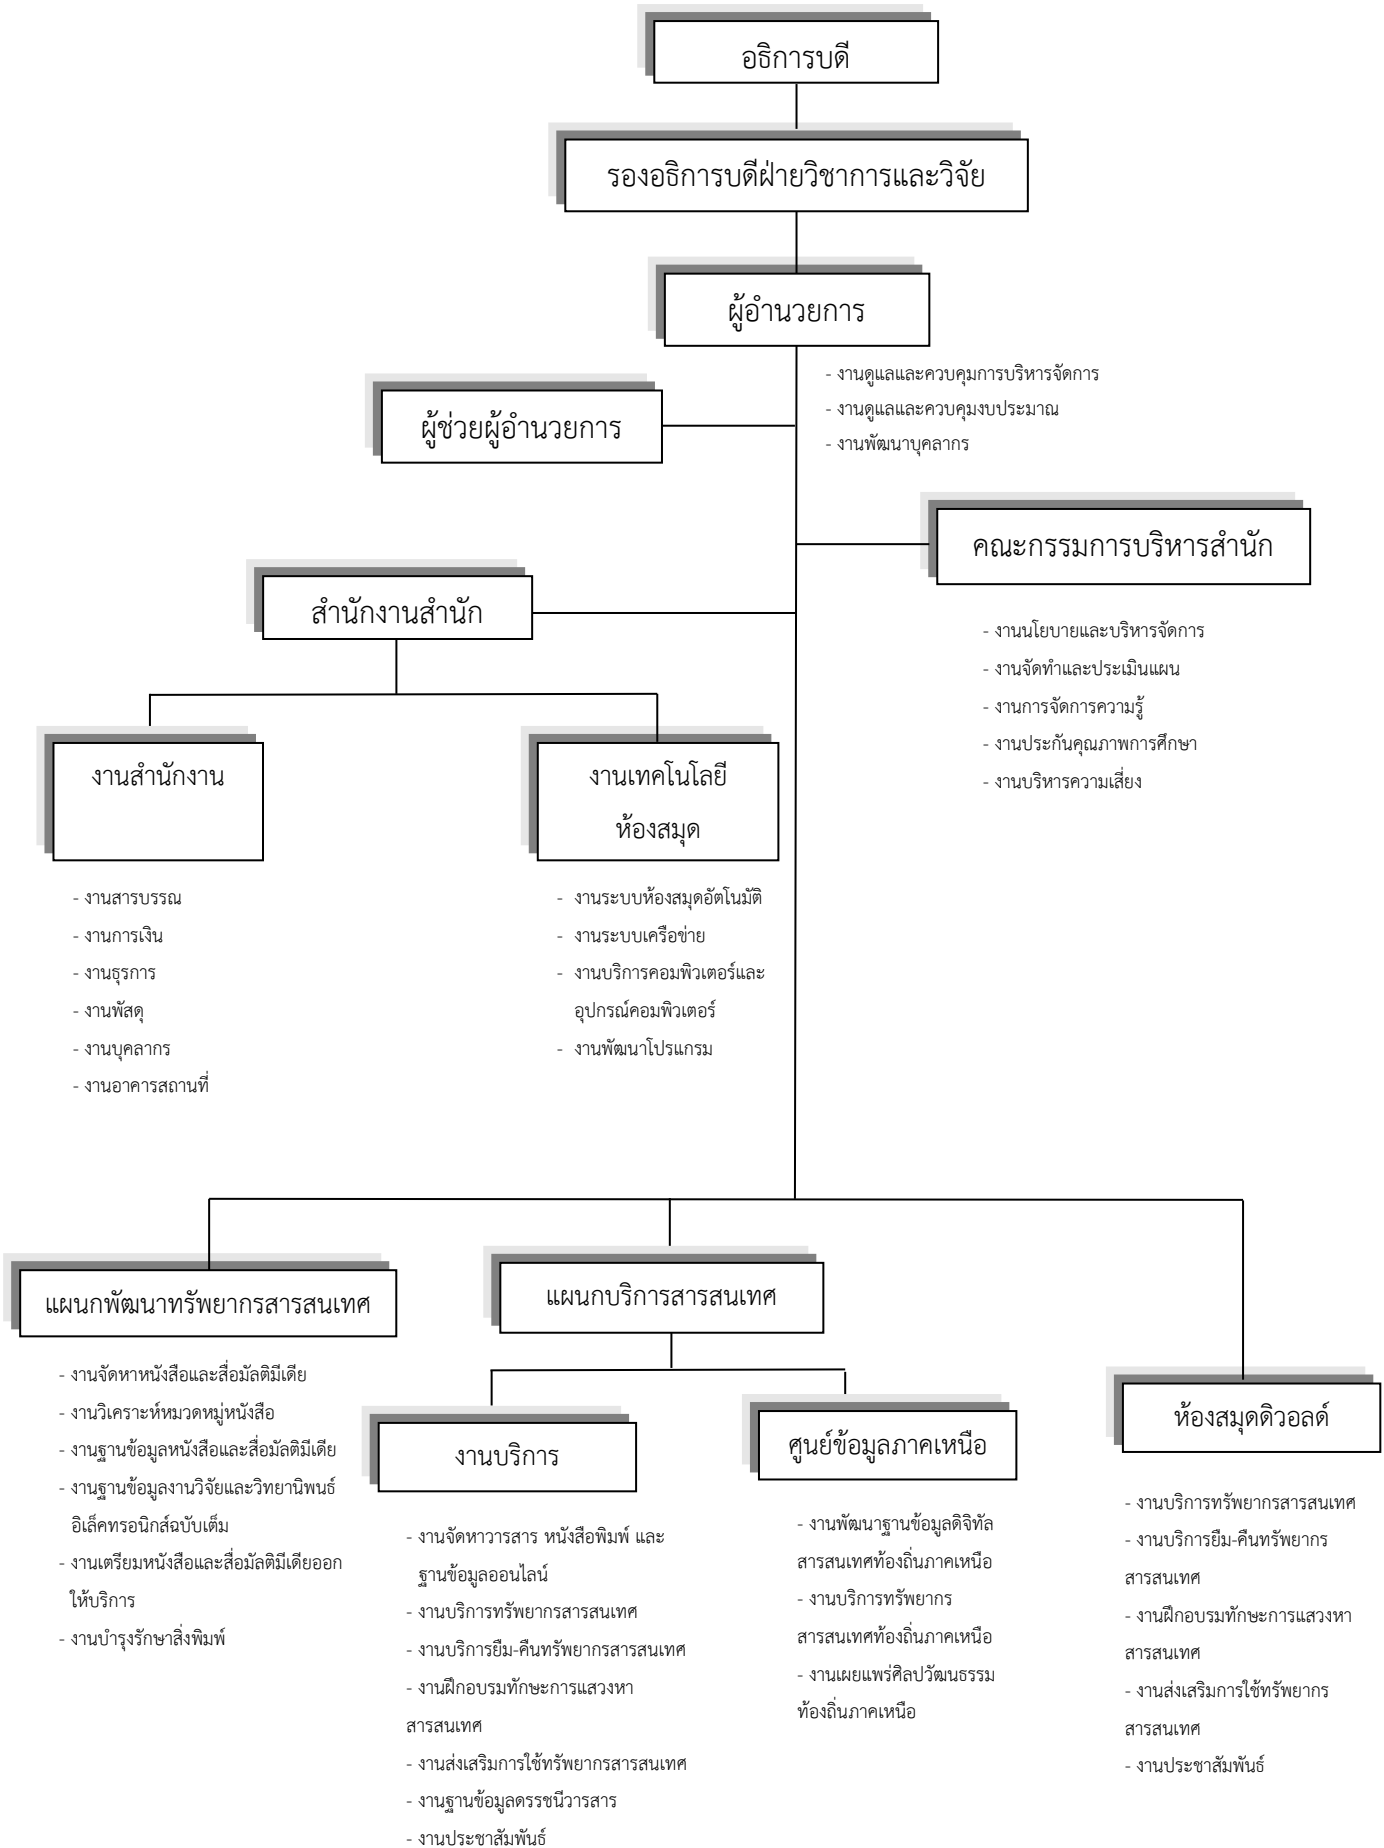 อธิการบดี
รองอธิการบดีฝ่ายวิชาการและวิจัย
ผู้อำนวยการ
- งานดูแลและควบคุมการบริหารจัดการ
- งานดูแลและควบคุมงบประมาณ
- งานพัฒนาบุคลากร
ผู้ช่วยผู้อำนวยการ
คณะกรรมการบริหารสำนัก
- งานนโยบายและบริหารจัดการ
- งานจัดทำและประเมินแผน
- งานการจัดการความรู้
- งานประกันคุณภาพการศึกษา
- งานบริหารความเสี่ยง
สำนักงานสำนัก
งานสำนักงาน
- งานสารบรรณ
- งานการเงิน
- งานธุรการ
- งานพัสดุ
- งานบุคลากร
- งานอาคารสถานที่
งานเทคโนโลยี
ห้องสมุด
- งานระบบห้องสมุดอัตโนมัติ
- งานระบบเครือข่าย
- งานบริการคอมพิวเตอร์และ
อุปกรณ์คอมพิวเตอร์
- งานพัฒนาโปรแกรม
แผนกพัฒนาทรัพยากรสารสนเทศ
- งานจัดหาหนังสือและสื่อมัลติมีเดีย
- งานวิเคราะห์หมวดหมู่หนังสือ
- งานฐานข้อมูลหนังสือและสื่อมัลติมีเดีย
- งานฐานข้อมูลงานวิจัยและวิทยานิพนธ์
อิเล็คทรอนิกส์ฉบับเต็ม
- งานเตรียมหนังสือและสื่อมัลติมีเดียออก
ให้บริการ
- งานบำรุงรักษาสิ่งพิมพ์
แผนกบริการสารสนเทศ
งานบริการ
- งานจัดหาวารสาร หนังสือพิมพ์ และ
ฐานข้อมูลออนไลน์
- งานบริการทรัพยากรสารสนเทศ
- งานบริการยืม-คืนทรัพยากรสารสนเทศ
- งานฝึกอบรมทักษะการแสวงหา
สารสนเทศ
- งานส่งเสริมการใช้ทรัพยากรสารสนเทศ
- งานฐานข้อมูลดรรชนีวารสาร
- งานประชาสัมพันธ์
ศูนย์ข้อมูลภาคเหนือ
- งานพัฒนาฐานข้อมูลดิจิทัล
สารสนเทศท้องถิ่นภาคเหนือ
- งานบริการทรัพยากร
สารสนเทศท้องถิ่นภาคเหนือ
- งานเผยแพร่ศิลปวัฒนธรรม
ท้องถิ่นภาคเหนือ
ห้องสมุดดิวอลด์
- งานบริการทรัพยากรสารสนเทศ
- งานบริการยืม-คืนทรัพยากร
สารสนเทศ
- งานฝึกอบรมทักษะการแสวงหา
สารสนเทศ
- งานส่งเสริมการใช้ทรัพยากร
สารสนเทศ
- งานประชาสัมพันธ์